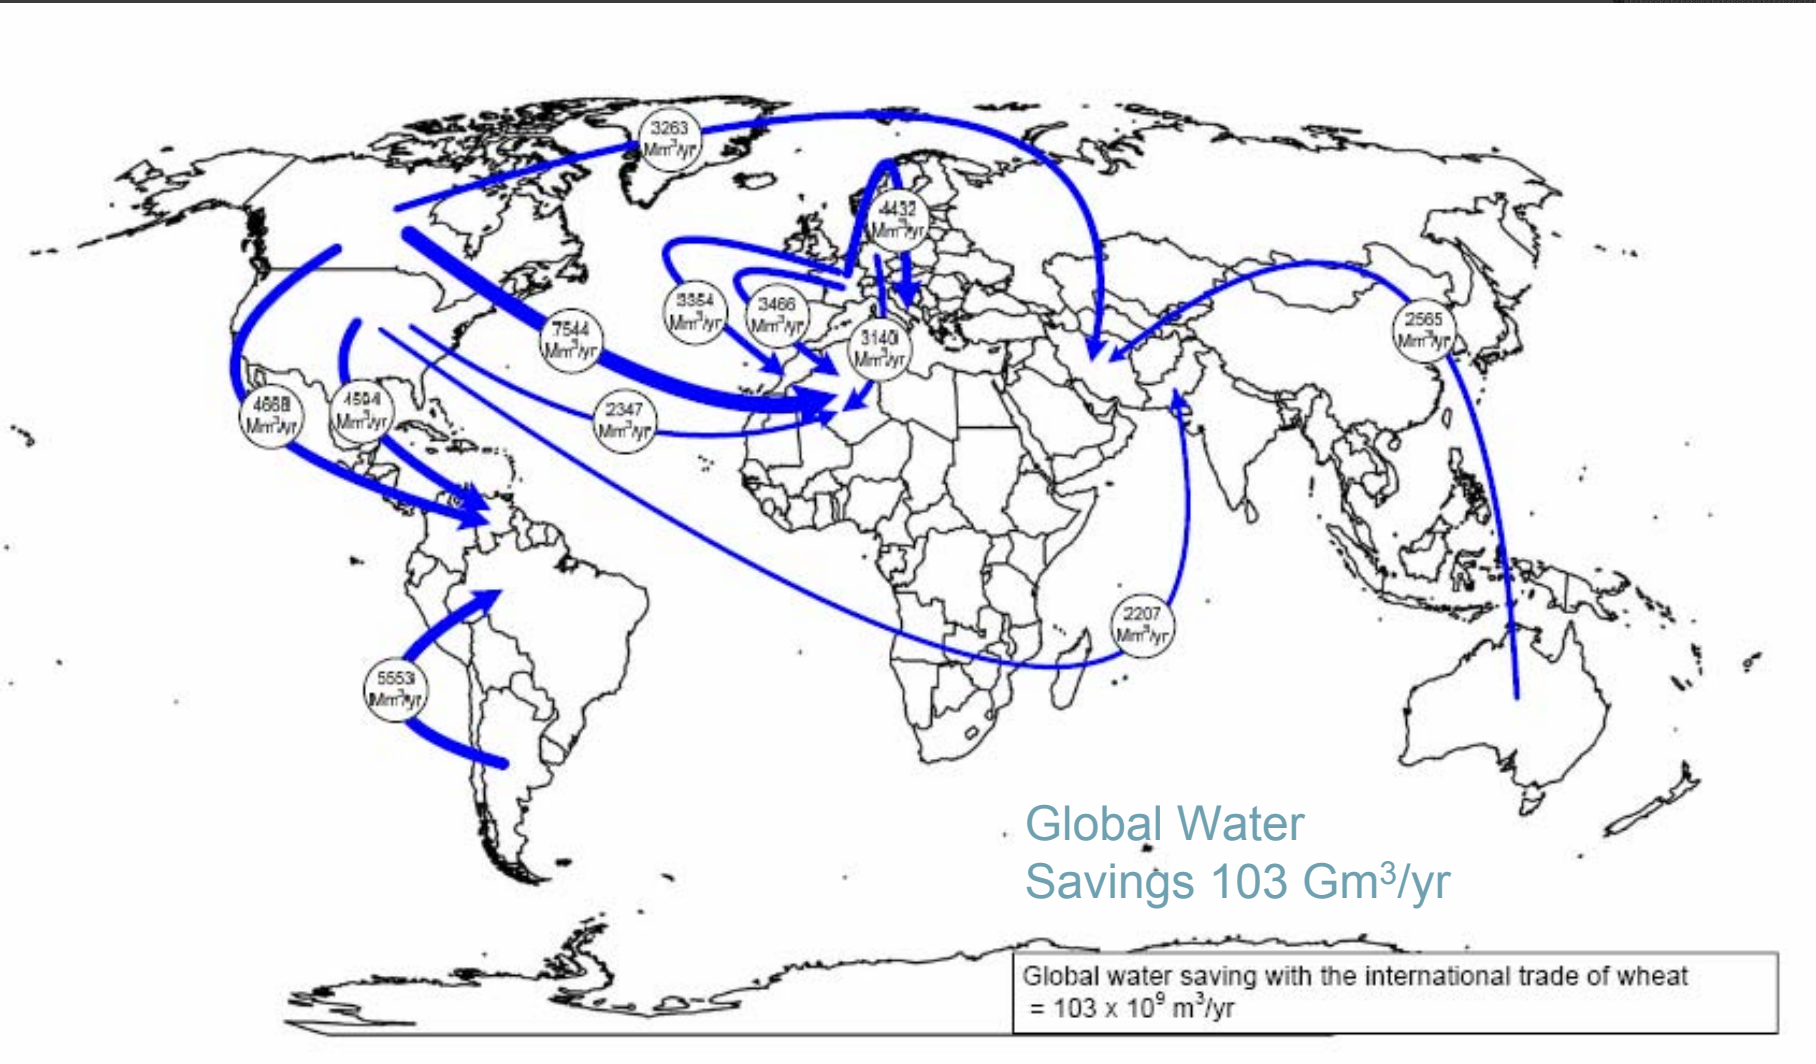 3263
Mm³/yr
4432
Mm³/yr
3354
Mm³/yr
3466
Mm³/yr
7544
Mm³/yr
3140
Mm³/yr
2565
Mm³/yr
4668
Mm³/yr
4594
Mm³/yr
2347
Mm³/yr
2207
Mm³/yr
5553
Mm³/yr
Global Water
Savings 103 Gm³/yr
Global water saving with the international trade of wheat
= 103 x 10⁹ m³/yr